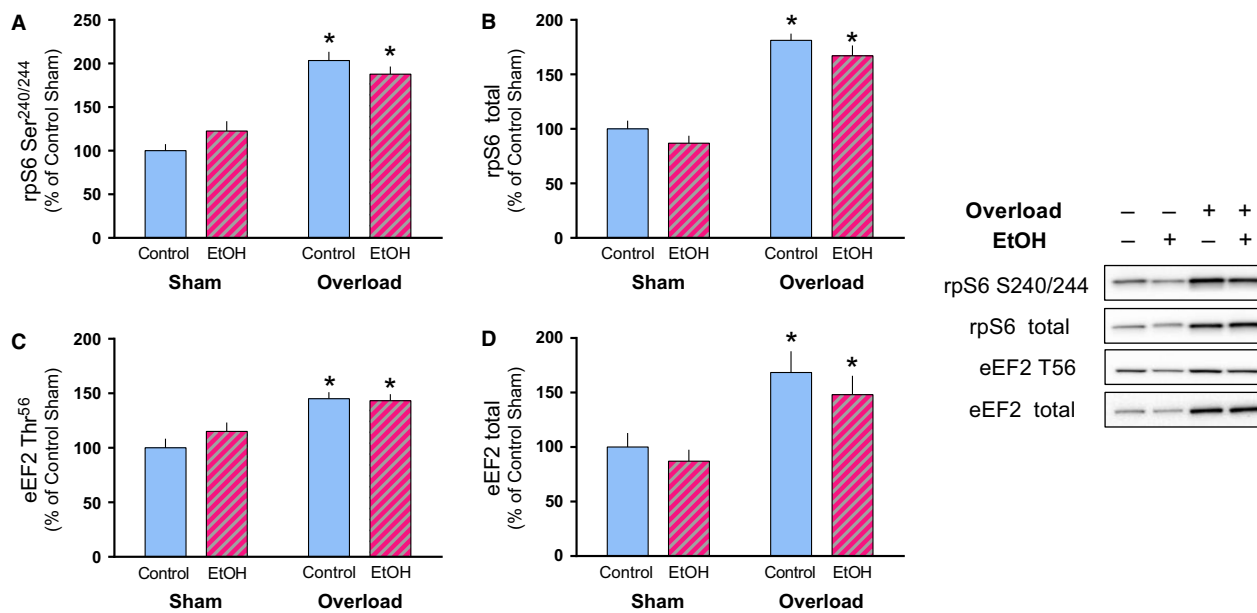 A
rpS6 Ser240/244
(% of Control Sham)
250
200
150
100
50
0
*
*
Control
EtOH
Control
EtOH
Sham
Overload
B
rpS6 total
(% of Control Sham)
200
150
100
50
0
*
*
Control
EtOH
Control
EtOH
Sham
Overload
C
eEF2 Thr56
(% of Control Sham)
200
150
100
50
0
*
*
Control
EtOH
Control
EtOH
Sham
Overload
D
eEF2 total
(% of Control Sham)
200
150
100
50
0
*
*
Control
EtOH
Control
EtOH
Sham
Overload
Overload – – + +
EtOH – + – +
rpS6 S240/244
rpS6 total
eEF2 T56
eEF2 total